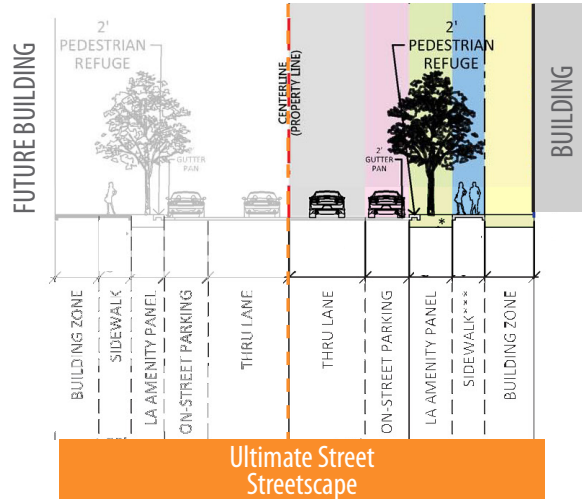 2'
PEDESTRIAN
REFUGE
2'
GUTTER
PAN
FUTURE BUILDING
CENTERLINE
(PROPERTY LINE)
2'
PEDESTRIAN
REFUGE
2'
GUTTER
PAN
BUILDING
*
BUILDING ZONE
SIDEWALK
LA AMENITY PANEL
ON-STREET PARKING
THRU LANE
THRU LANE
ON-STREET PARKING
LA AMENITY PANEL
SIDEWALK***
BUILDING ZONE
Ultimate Street
Streetscape